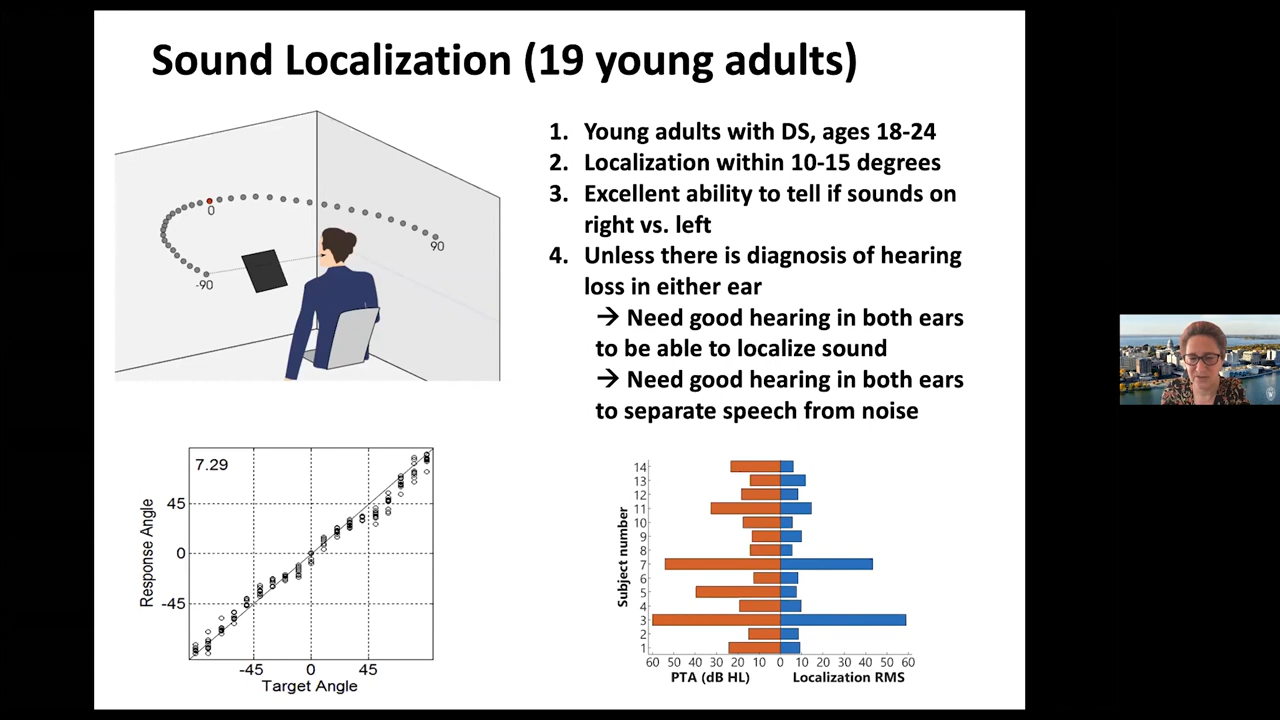 Sound Localization (19 young adults)
0
90
-90
1. Young adults with DS, ages 18-24
2. Localization within 10-15 degrees
3. Excellent ability to tell if sounds on
right vs. left
4. Unless there is diagnosis of hearing
loss in either ear
→ Need good hearing in both ears
to be able to localize sound
→ Need good hearing in both ears
to separate speech from noise
7.29
45
0
-45
Response Angle
-45 0 45
Target Angle
Subject number
14
13
12
11
10
9
8
7
6
5
4
3
2
1
60 50 40 30 20 10 0 10 20 30 40 50 60
PTA (dB HL) Localization RMS